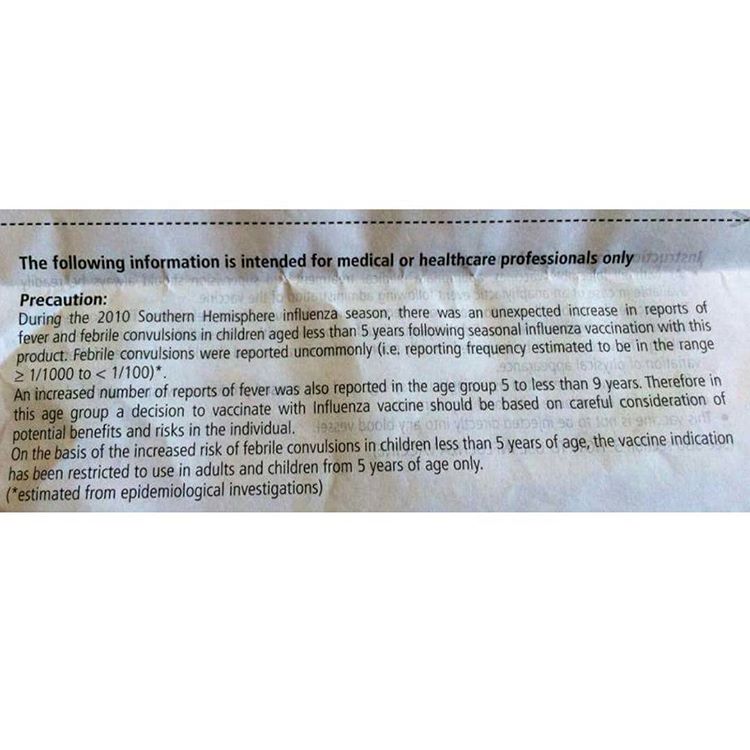 The following information is intended for medical or healthcare professionals only
Precaution:
During the 2010 Southern Hemisphere influenza season, there was an unexpected increase in reports of
fever and febrile convulsions in children aged less than 5 years following seasonal influenza vaccination with this
product. Febrile convulsions were reported uncommonly (i.e. reporting frequency estimated to be in the range
≥ 1/1000 to < 1/100)*.
An increased number of reports of fever was also reported in the age group 5 to less than 9 years. Therefore in
this age group a decision to vaccinate with Influenza vaccine should be based on careful consideration of
potential benefits and risks in the individual.
On the basis of the increased risk of febrile convulsions in children less than 5 years of age, the vaccine indication
has been restricted to use in adults and children from 5 years of age only.
(*estimated from epidemiological investigations)